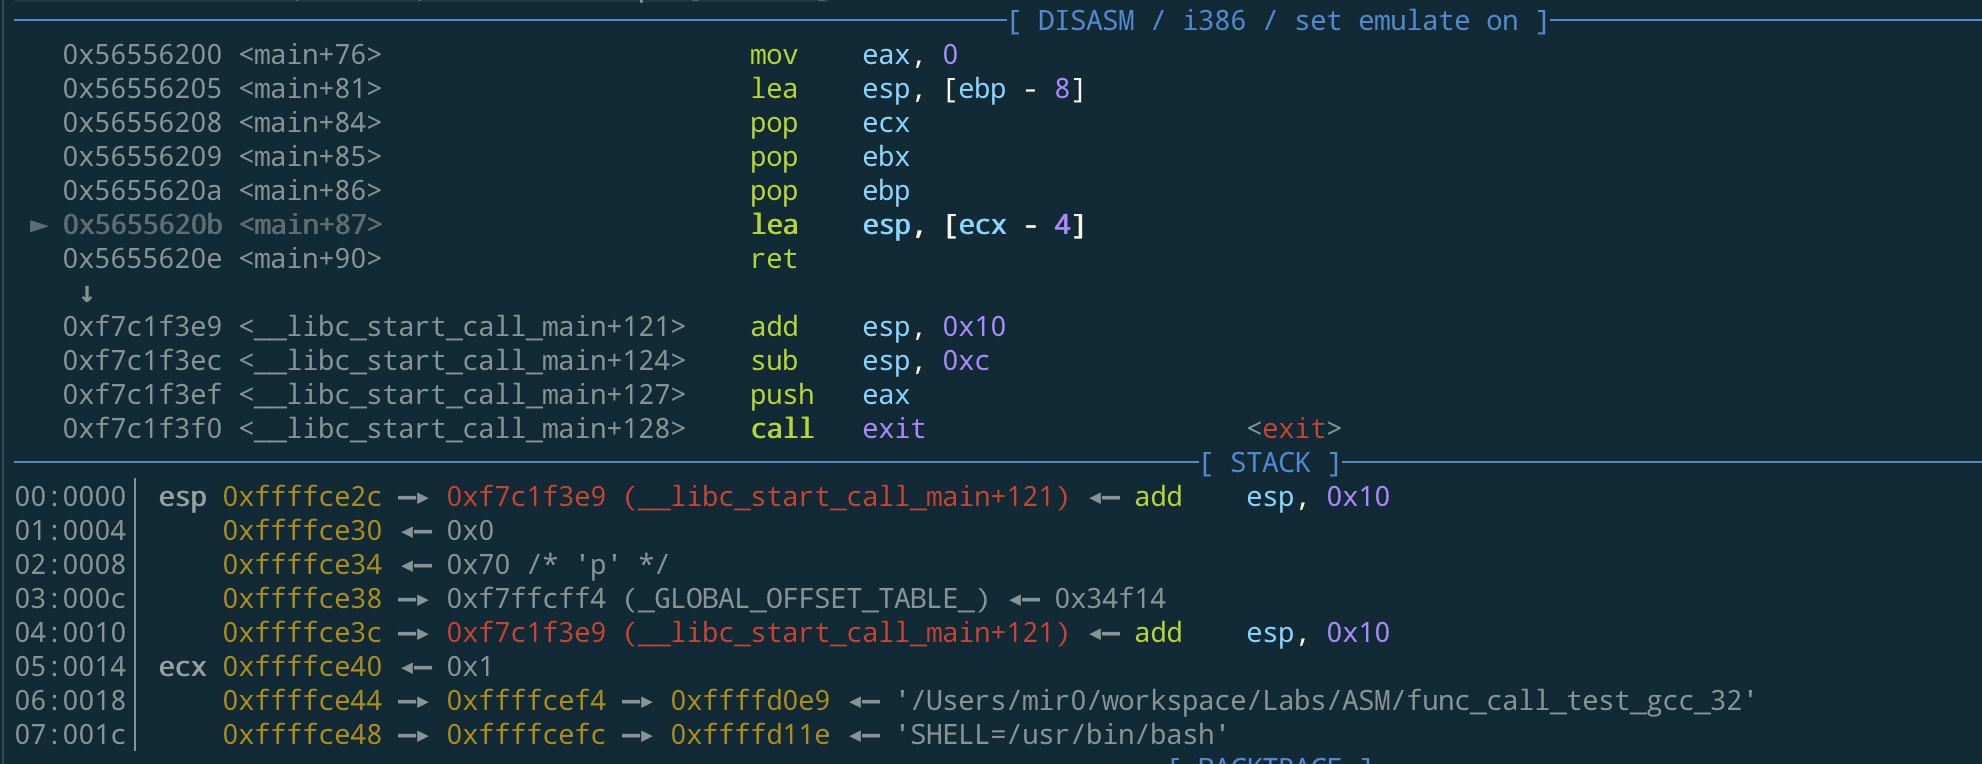 [ DISASM / i386 / set emulate on ]
0x56556200 <main+76> mov eax, 0
0x56556205 <main+81> lea esp, [ebp - 8]
0x56556208 <main+84> pop ecx
0x56556209 <main+85> pop ebx
0x5655620a <main+86> pop ebp
► 0x5655620b <main+87> lea esp, [ecx - 4]
0x5655620e <main+90> ret
↓
0xf7c1f3e9 <__libc_start_call_main+121> add esp, 0x10
0xf7c1f3ec <__libc_start_call_main+124> sub esp, 0xc
0xf7c1f3ef <__libc_start_call_main+127> push eax
0xf7c1f3f0 <__libc_start_call_main+128> call exit <exit>
[ STACK ]
00:0000│ esp 0xffffce2c —▸ 0xf7c1f3e9 (__libc_start_call_main+121) ◂— add esp, 0x10
01:0004│ 0xffffce30 ◂— 0x0
02:0008│ 0xffffce34 ◂— 0x70 /* 'p' */
03:000c│ 0xffffce38 —▸ 0xf7ffcff4 (_GLOBAL_OFFSET_TABLE_) ◂— 0x34f14
04:0010│ 0xffffce3c —▸ 0xf7c1f3e9 (__libc_start_call_main+121) ◂— add esp, 0x10
05:0014│ ecx 0xffffce40 ◂— 0x1
06:0018│ 0xffffce44 —▸ 0xffffcef4 —▸ 0xffffd0e9 ◂— '/Users/mir0/workspace/Labs/ASM/func_call_test_gcc_32'
07:001c│ 0xffffce48 —▸ 0xffffcefc —▸ 0xffffd11e ◂— 'SHELL=/usr/bin/bash'
[ BACKTRACE ]